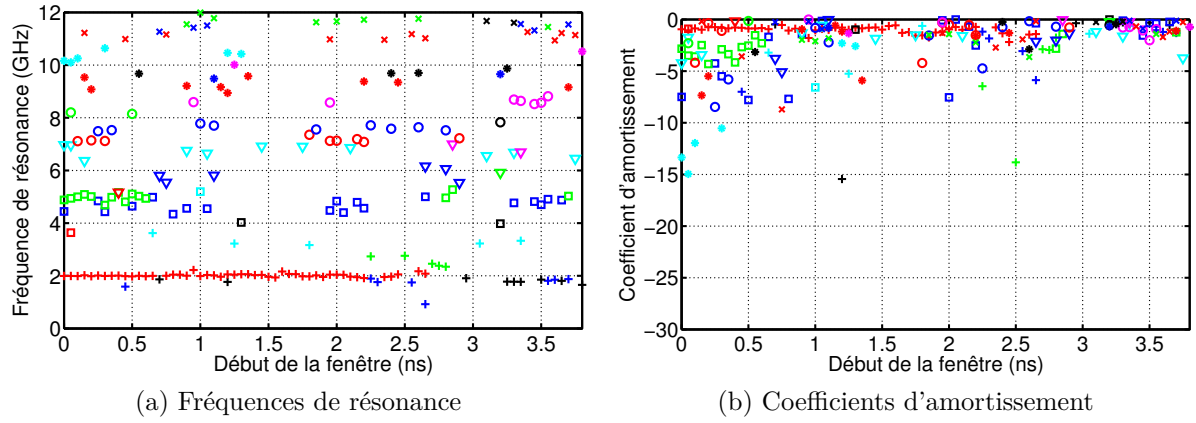 12
10
8
6
4
2
0
Fréquence de résonance (GHz)
0 0.5 1 1.5 2 2.5 3 3.5
Début de la fenêtre (ns)
(a) Fréquences de résonance
0
−5
−10
−15
−20
−25
−30
Coefficient d'amortissement
0 0.5 1 1.5 2 2.5 3 3.5
Début de la fenêtre (ns)
(b) Coefficients d'amortissement